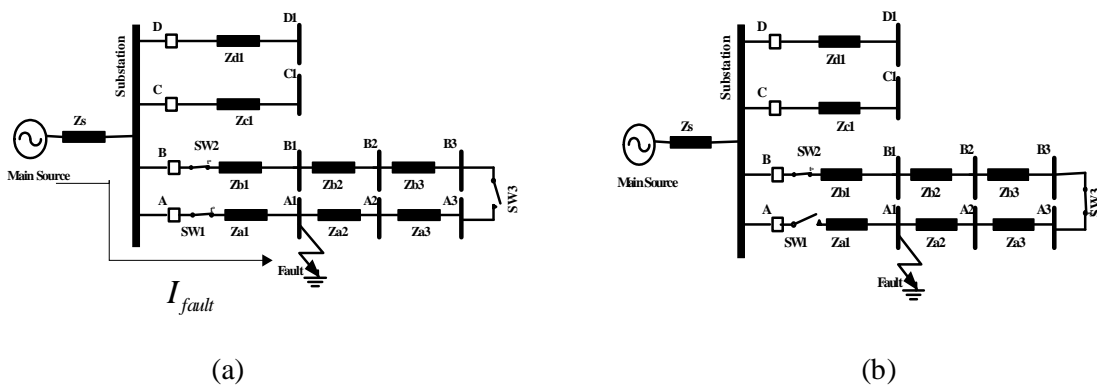 D
D1
Substation
Zd1
C
C1
Zc1
Zs
B
SW2
B1
B2
B3
Main Source
Zb1
Zb2
Zb3
SW3
A
A1
A2
A3
SW1
Za1
Za2
Za3
Fault
I fault
(a)
D
D1
Substation
Zd1
C
C1
Zc1
Zs
B
SW2
B1
B2
B3
Main Source
Zb1
Zb2
Zb3
SW3
A
A1
A2
A3
SW1
Za1
Za2
Za3
Fault
(b)